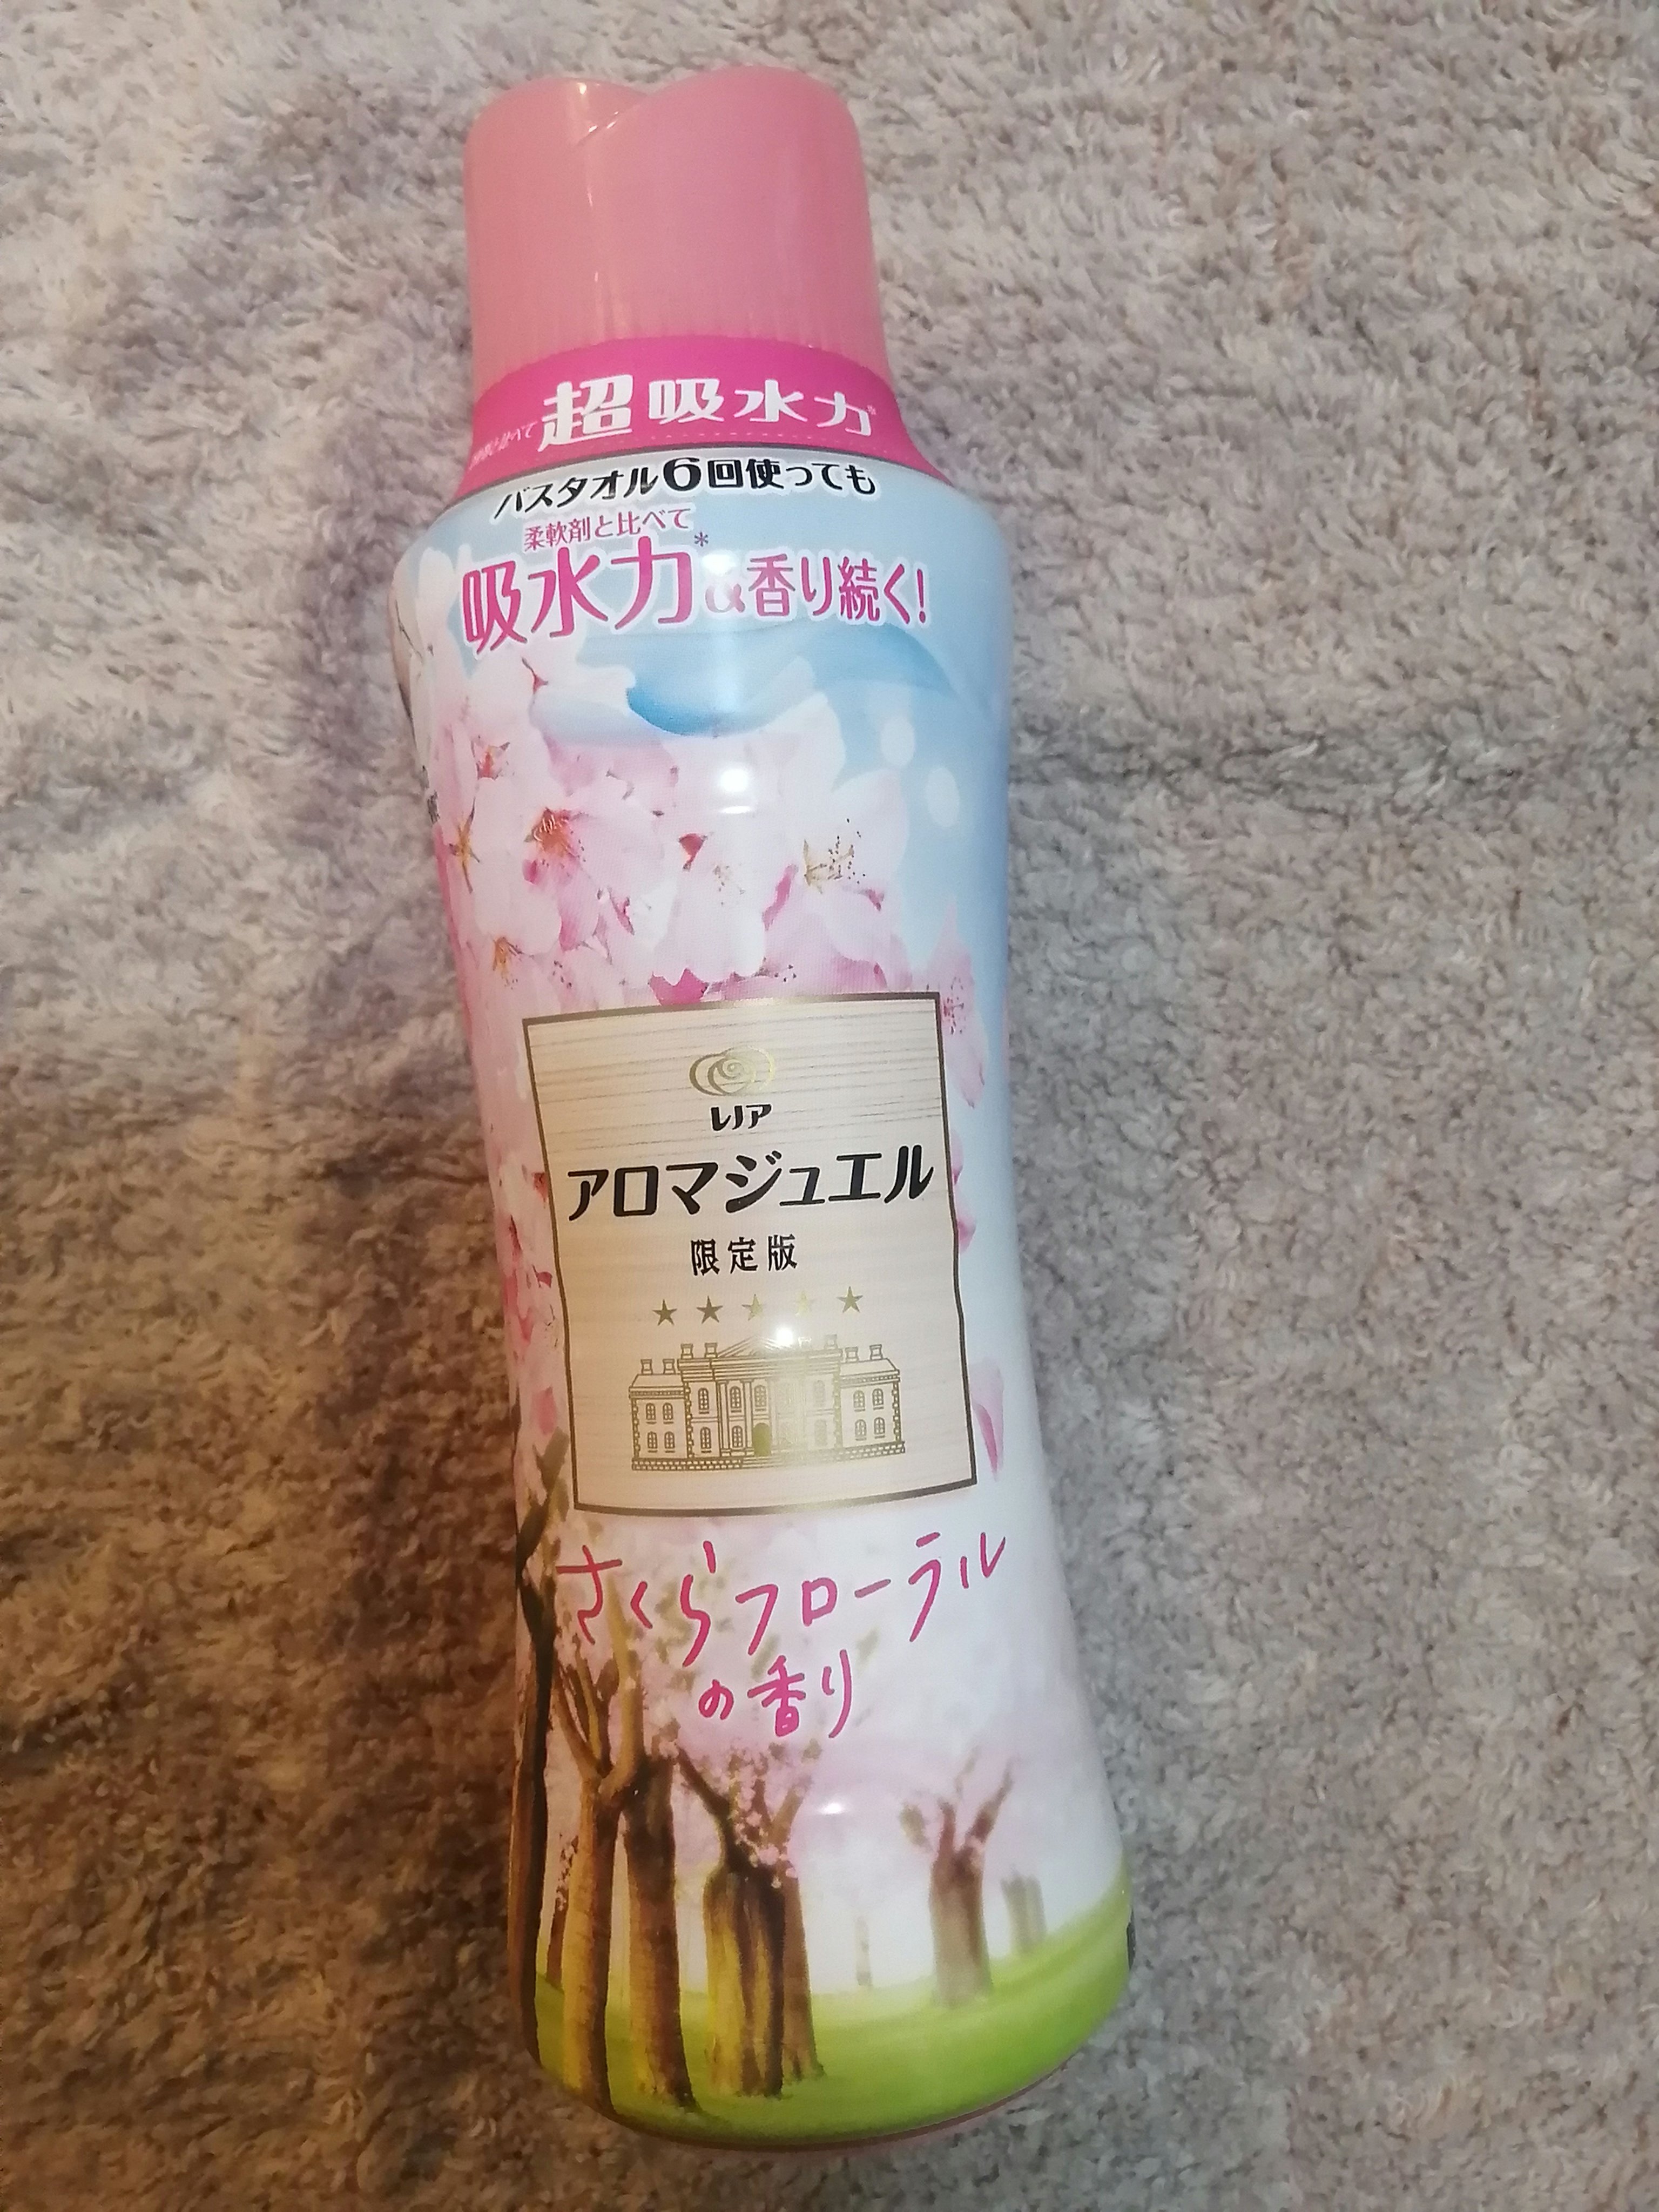 超吸水力*
バスタオル6回使っても
柔軟剤と比べて
吸水力*&香り続く!
レノア
アロマジュエル
限定版
さくらフローラル
の香り